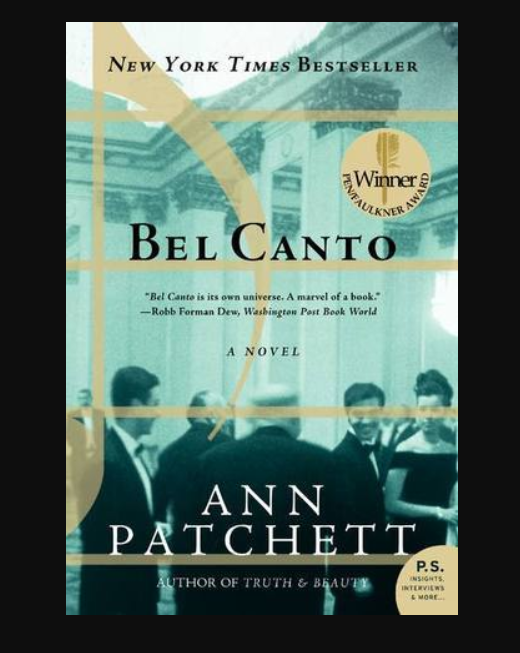 NEW YORK TIMES BESTSELLER
Winner
PEN/FAULKNER AWARD
BEL CANTO
"Bel Canto is its own universe. A marvel of a book."
—Robb Forman Dew, Washington Post Book World
A NOVEL
ANN
PATCHETT
AUTHOR OF TRUTH & BEAUTY
P.S.
INSIGHTS,
INTERVIEWS
& MORE...